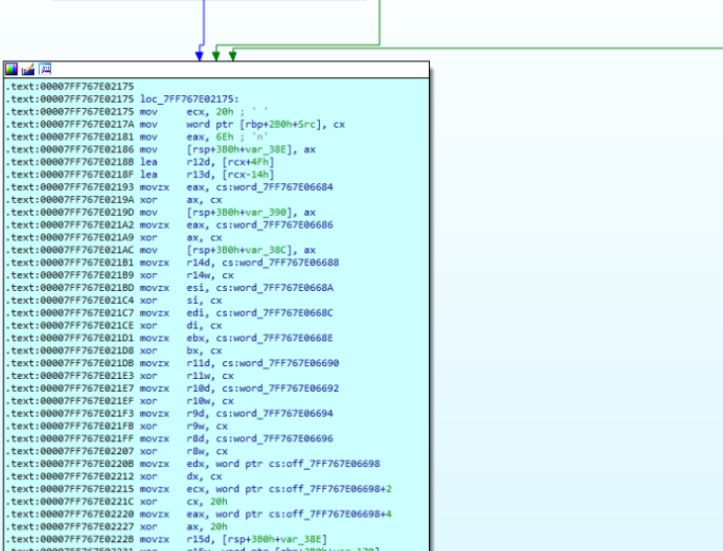 .text:00007FF767E02175
.text:00007FF767E02175 loc_7FF767E02175:
.text:00007FF767E02175 mov ecx, 20h ; ' '
.text:00007FF767E0217A mov word ptr [rbp+2B0h+Src], cx
.text:00007FF767E02181 mov eax, 6Eh ; 'n'
.text:00007FF767E02186 mov [rsp+3B0h+var_38E], ax
.text:00007FF767E0218B lea r12d, [rcx+4Fh]
.text:00007FF767E0218F lea r13d, [rcx-14h]
.text:00007FF767E02193 movzx eax, cs:word_7FF767E06684
.text:00007FF767E0219A xor ax, cx
.text:00007FF767E0219D mov [rsp+3B0h+var_390], ax
.text:00007FF767E021A2 movzx eax, cs:word_7FF767E06686
.text:00007FF767E021A9 xor ax, cx
.text:00007FF767E021AC mov [rsp+3B0h+var_38C], ax
.text:00007FF767E021B1 movzx r14d, cs:word_7FF767E06688
.text:00007FF767E021B9 xor r14w, cx
.text:00007FF767E021BD movzx esi, cs:word_7FF767E0668A
.text:00007FF767E021C4 xor si, cx
.text:00007FF767E021C7 movzx edi, cs:word_7FF767E0668C
.text:00007FF767E021CE xor di, cx
.text:00007FF767E021D1 movzx ebx, cs:word_7FF767E0668E
.text:00007FF767E021D8 xor bx, cx
.text:00007FF767E021DB movzx r11d, cs:word_7FF767E06690
.text:00007FF767E021E3 xor r11w, cx
.text:00007FF767E021E7 movzx r10d, cs:word_7FF767E06692
.text:00007FF767E021EF xor r10w, cx
.text:00007FF767E021F3 movzx r9d, cs:word_7FF767E06694
.text:00007FF767E021FB xor r9w, cx
.text:00007FF767E021FF movzx r8d, cs:word_7FF767E06696
.text:00007FF767E02207 xor r8w, cx
.text:00007FF767E0220B movzx edx, word ptr cs:off_7FF767E06698
.text:00007FF767E02212 xor dx, cx
.text:00007FF767E02215 movzx ecx, word ptr cs:off_7FF767E06698+2
.text:00007FF767E0221C xor cx, 20h
.text:00007FF767E02220 movzx eax, word ptr cs:off_7FF767E06698+4
.text:00007FF767E02227 xor ax, 20h
.text:00007FF767E0222B movzx r15d, [rsp+3B0h+var_38E]